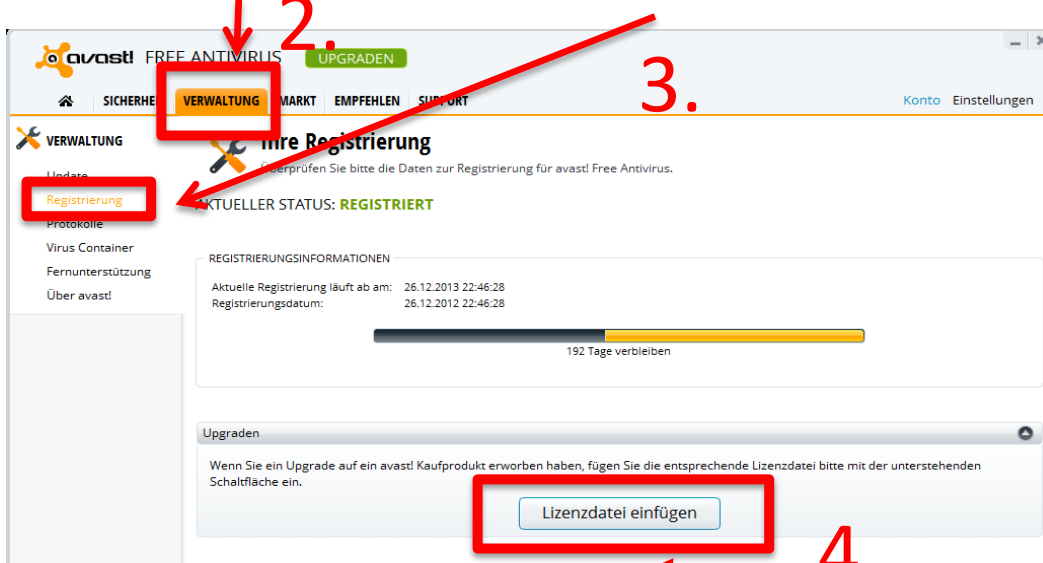 2.
avast! FREE ANTIVIRUS UPGRADEN
3.
VERWALTUNG MARKT EMPFEHLEN SUPPORT Konto Einstellungen
VERWALTUNG
Ihre Registrierung
Überprüfen Sie bitte die Daten zur Registrierung für avast! Free Antivirus.
Update
Registrierung
AKTUELLER STATUS: REGISTRIERT
Protokolle
Virus Container
Fernunterstützung
Über avast!
REGISTRIERUNGSINFORMATIONEN
Aktuelle Registrierung läuft ab am: 26.12.2013 22:46:28
Registrierungsdatum: 26.12.2012 22:46:28
192 Tage verbleiben
Upgraden
Wenn Sie ein Upgrade auf ein avast! Kaufprodukt erworben haben, fügen Sie die entsprechende Lizenzdatei bitte mit der unterstehenden
Schaltfläche ein.
Lizenzdatei einfügen
4